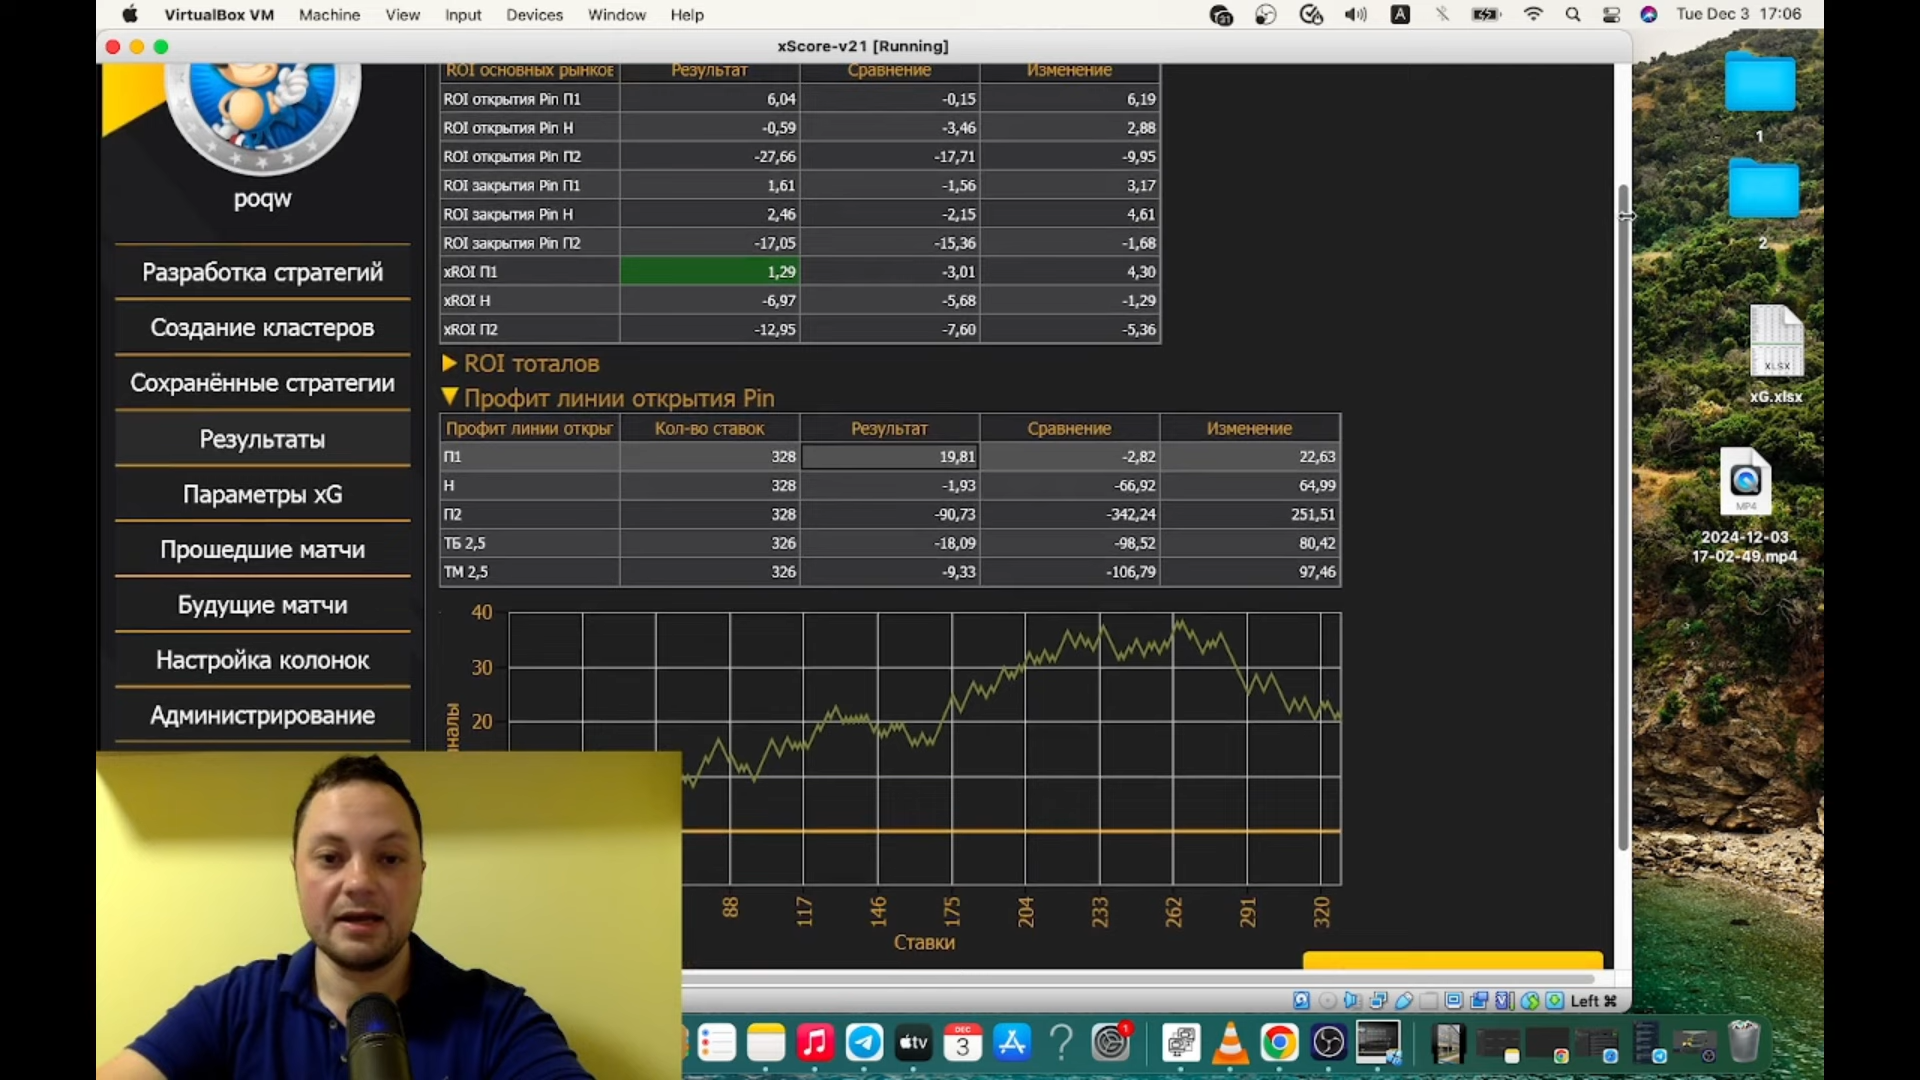 VirtualBox VM Machine View Input Devices Window Help
31 A Tue Dec 3 17:06
xScore-v21 [Running]
poqw
Разработка стратегий
Создание кластеров
Сохранённые стратегии
Результаты
Параметры xG
Прошедшие матчи
Будущие матчи
Настройка колонок
Администрирование
ROI основных рынков Результат Сравнение Изменение
ROI открытия Pin П1 6,04 -0,15 6,19
ROI открытия Pin Н -0,59 -3,46 2,88
ROI открытия Pin П2 -27,66 -17,71 -9,95
ROI закрытия Pin П1 1,61 -1,56 3,17
ROI закрытия Pin Н 2,46 -2,15 4,61
ROI закрытия Pin П2 -17,05 -15,36 -1,68
xROI П1 1,29 -3,01 4,30
xROI Н -6,97 -5,68 -1,29
xROI П2 -12,95 -7,60 -5,36
ROI тоталов
Профит линии открытия Pin
Профит линии откры Кол-во ставок Результат Сравнение Изменение
П1 328 19,81 -2,82 22,63
Н 328 -1,93 -66,92 64,99
П2 328 -90,73 -342,24 251,51
ТБ 2,5 326 -18,09 -98,52 80,42
ТМ 2,5 326 -9,33 -106,79 97,46
40
30
20
88 117 146 175 204 233 262 291 320
Ставки
Left ⌘
1
2
XLSX
xG.xlsx
MP4
2024-12-03
17-02-49.mp4
tv
DEC
3
1